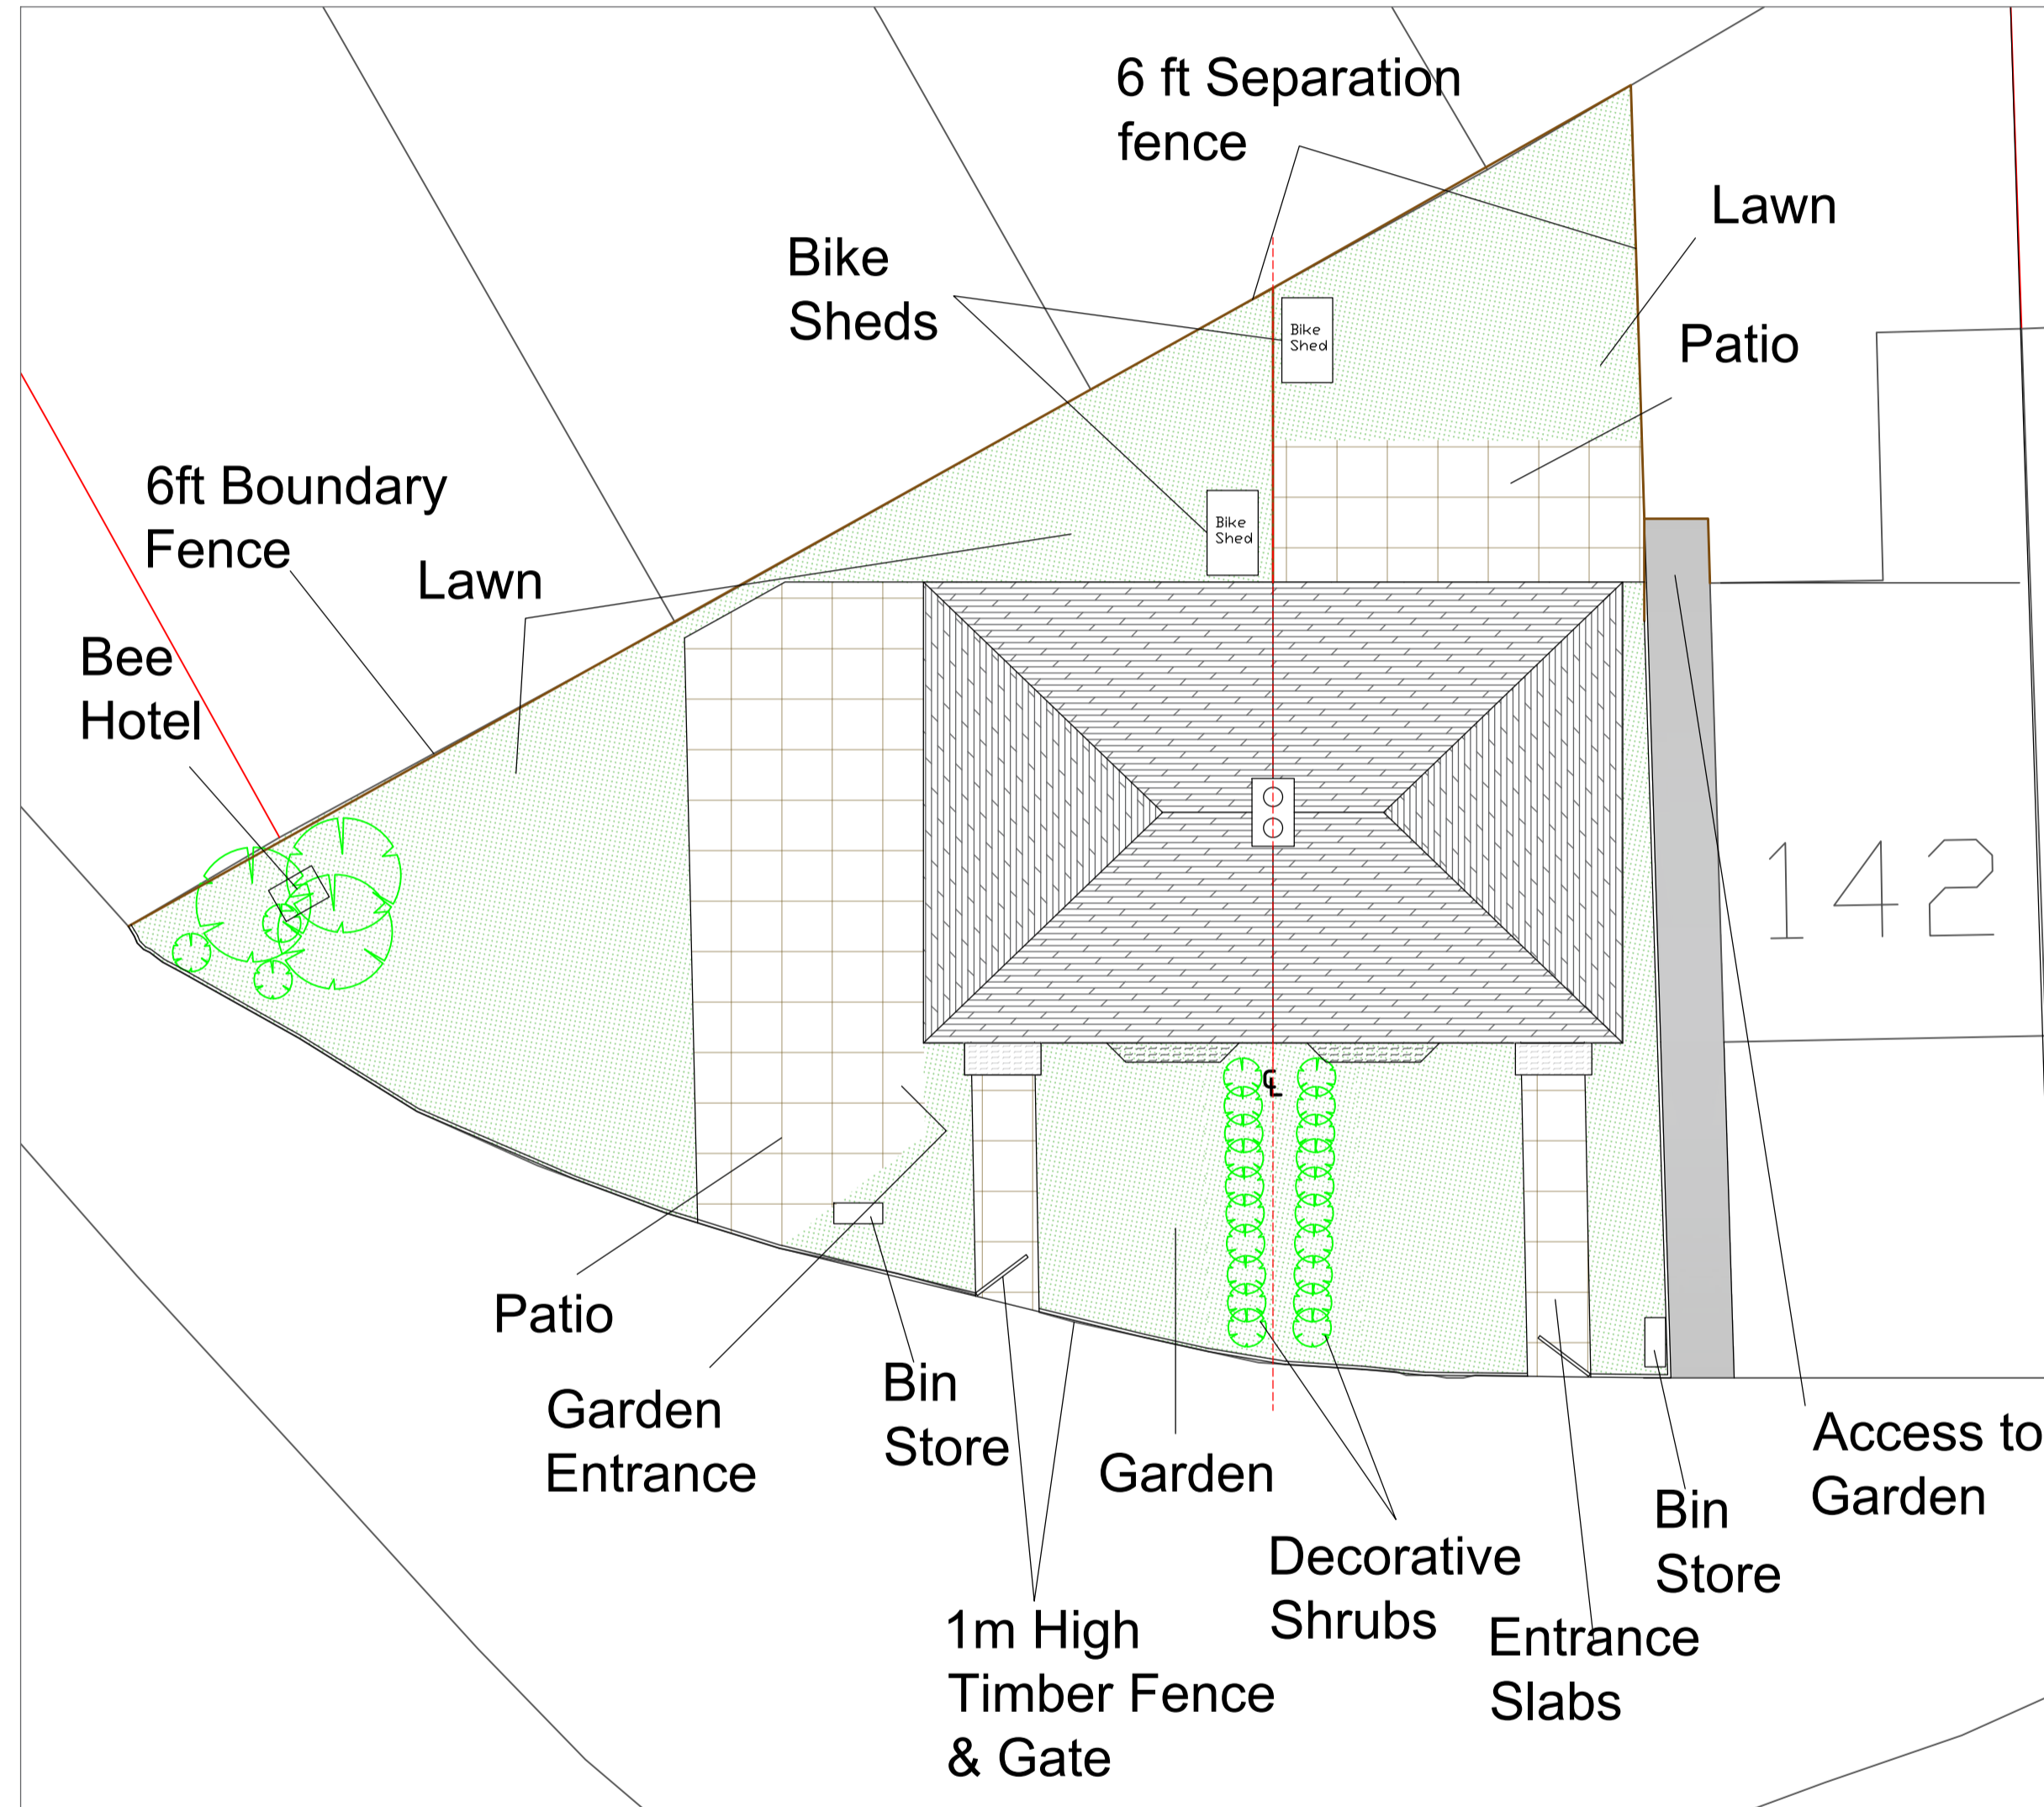 6 ft Separation
fence
Lawn
Bike
Sheds
Bike
Shed
Patio
6ft Boundary
Fence
Bike
Shed
Lawn
Bee
Hotel
142
℄
Patio
Garden
Entrance
Bin
Store
Garden
Access to
Garden
Bin
Store
Decorative
Shrubs
Entrance
Slabs
1m High
Timber Fence
& Gate